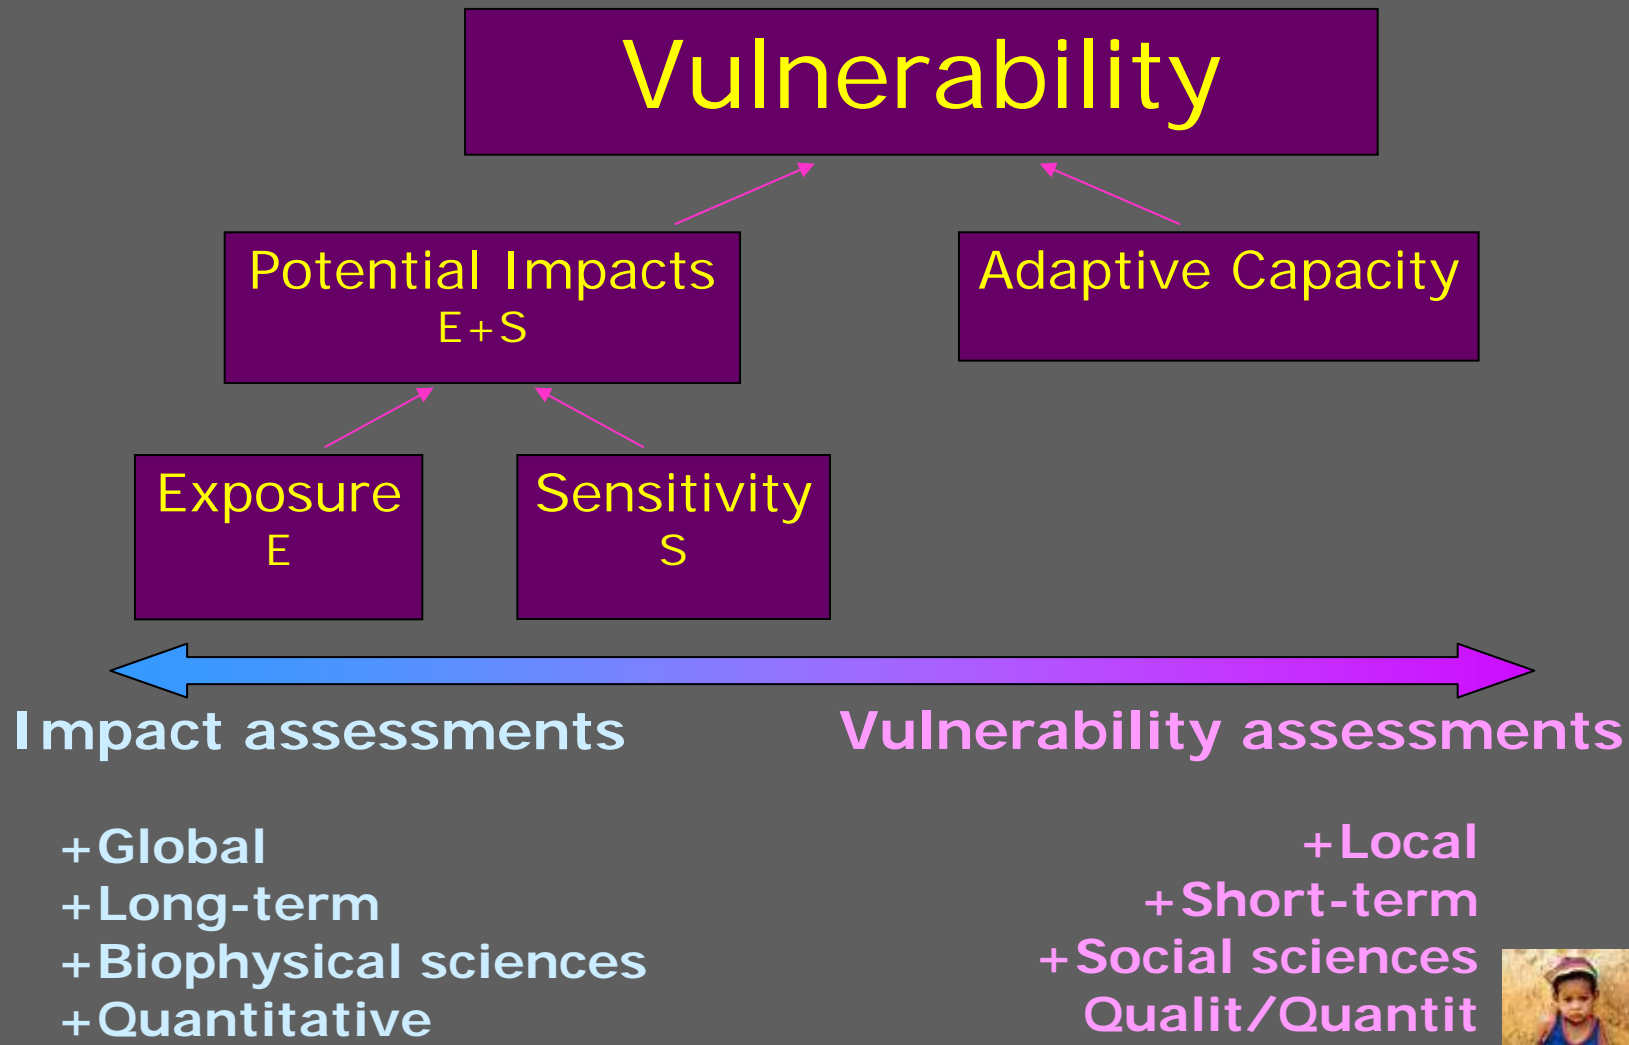 Vulnerability
Potential Impacts
E+S
Adaptive Capacity
Exposure
E
Sensitivity
S
Impact assessments
Vulnerability assessments
+Global
+Long-term
+Biophysical sciences
+Quantitative
+Local
+Short-term
+Social sciences
Qualit/Quantit